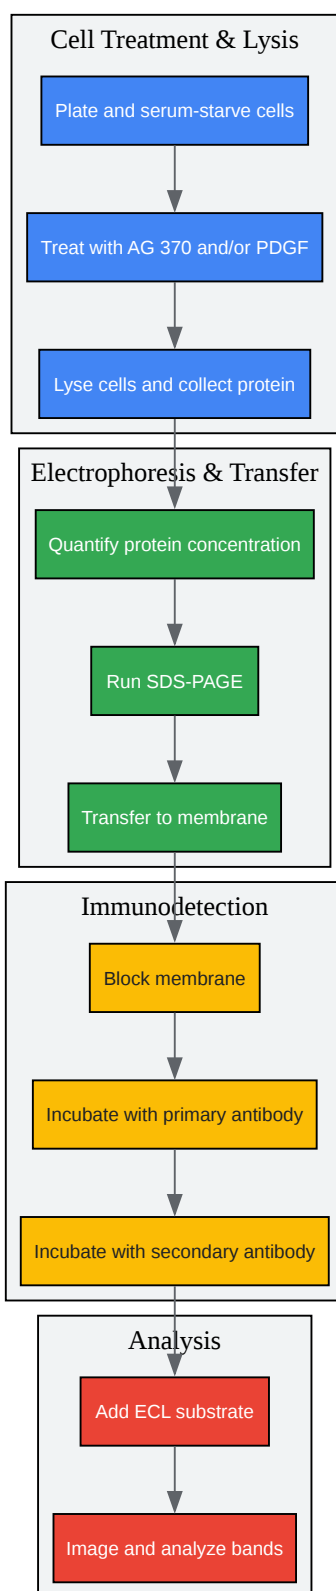 Cell Treatment & Lysis
Plate and serum-starve cells
Treat with AG 370 and/or PDGF
Lyse cells and collect protein
Electrophoresis & Transfer
Quantify protein concentration
Run SDS-PAGE
Transfer to membrane
Immunodetection
Block membrane
Incubate with primary antibody
Incubate with secondary antibody
Analysis
Add ECL substrate
Image and analyze bands